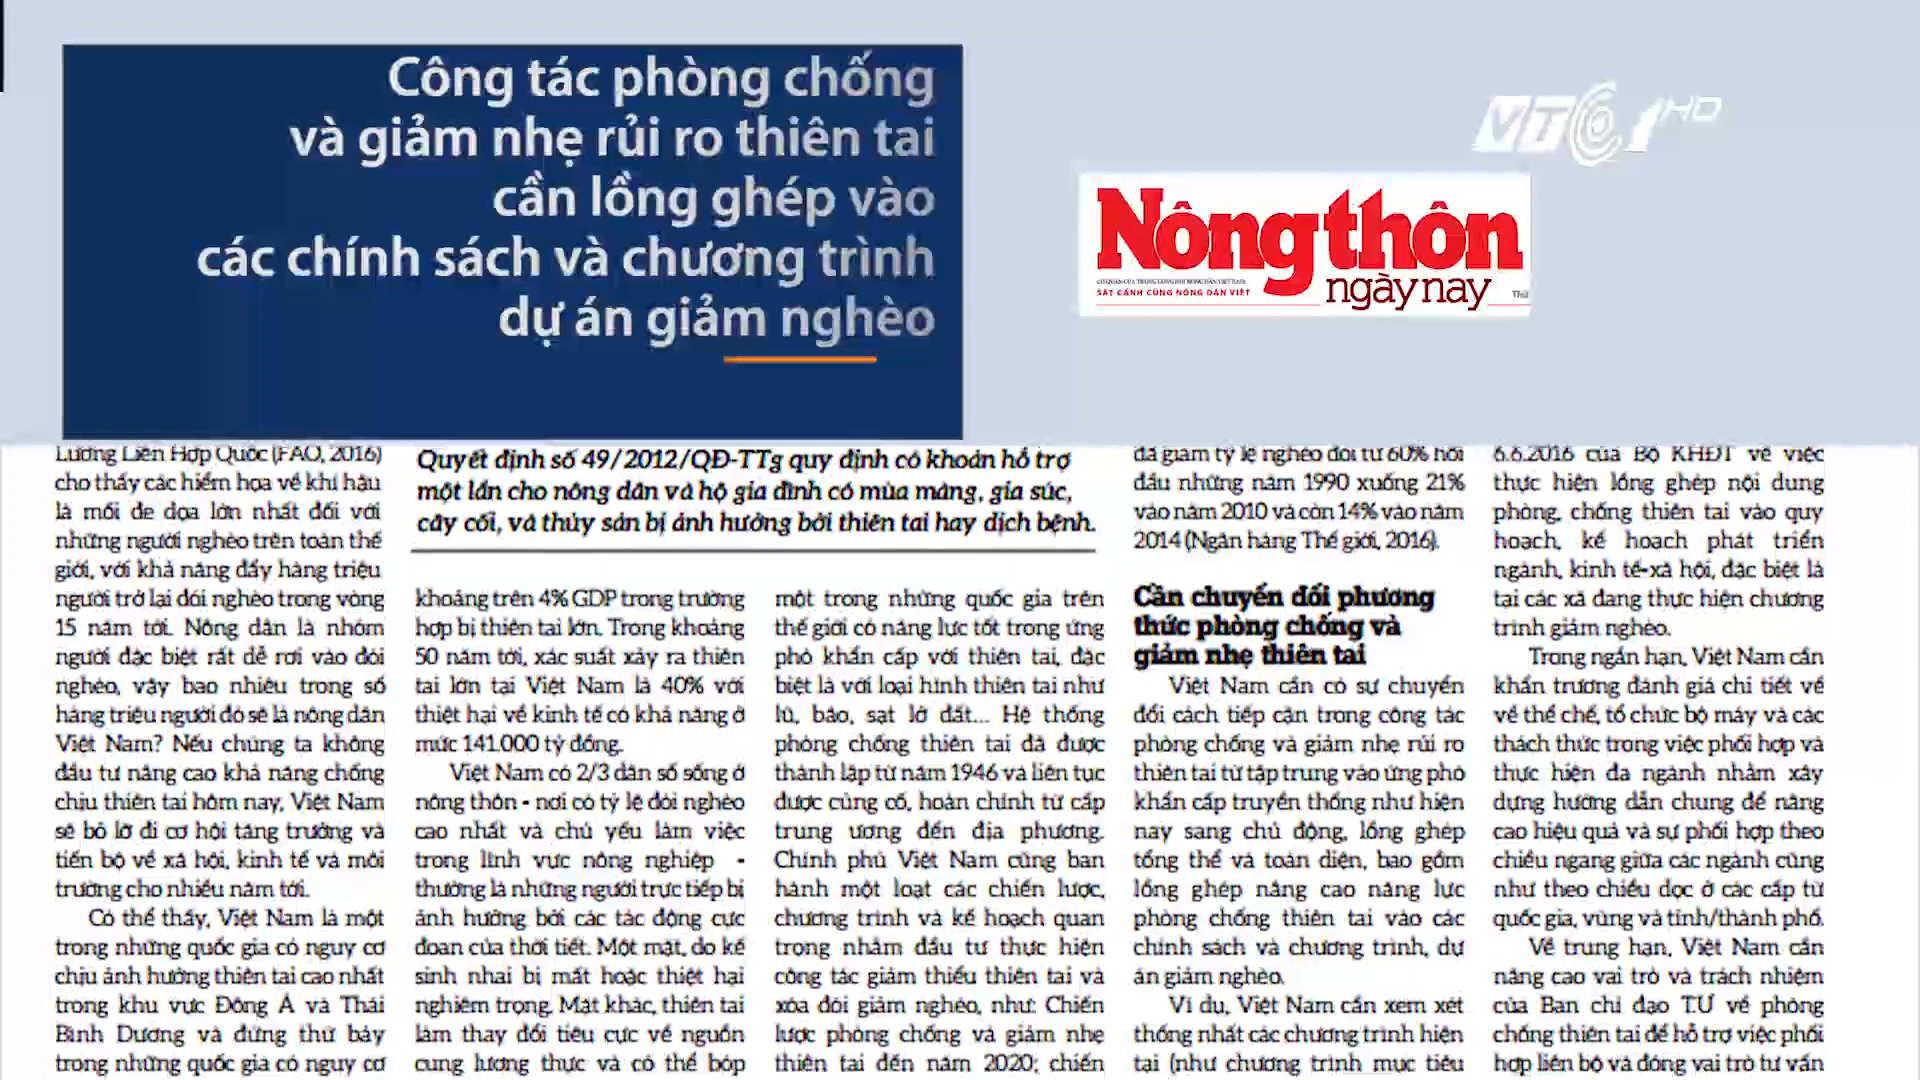 Công tác phòng chống
và giảm nhẹ rủi ro thiên tai
cần lồng ghép vào
các chính sách và chương trình
dự án giảm nghèo
VTC1 HD
Nông thôn
ngày nay
SÁT CÁNH CÙNG NÔNG DÂN VIỆT
Thứ
Lương Liên Hợp Quốc (FAO, 2016)
cho thấy các hiểm họa về khí hậu
là mối đe dọa lớn nhất đối với
những người nghèo trên toàn thế
giới, với khả năng đẩy hàng triệu
người trở lại đói nghèo trong vòng
15 năm tới. Nông dân là nhóm
người đặc biệt rất dễ rơi vào đói
nghèo, vậy bao nhiêu trong số
hàng triệu người đó sẽ là nông dân
Việt Nam? Nếu chúng ta không
đầu tư nâng cao khả năng chống
chịu thiên tai hôm nay, Việt Nam
sẽ bỏ lỡ đi cơ hội tăng trưởng và
tiến bộ về xã hội, kinh tế và môi
trường cho nhiều năm tới.
Có thể thấy, Việt Nam là một
trong những quốc gia có nguy cơ
chịu ảnh hưởng thiên tai cao nhất
trong khu vực Đông Á và Thái
Bình Dương và đứng thứ bảy
trong những quốc gia có nguy cơ
Quyết định số 49/2012/QĐ-TTg quy định có khoản hỗ trợ
một lần cho nông dân và hộ gia đình có mùa màng, gia súc,
cây cối, và thủy sản bị ảnh hưởng bởi thiên tai hay dịch bệnh.
khoảng trên 4% GDP trong trường
hợp bị thiên tai lớn. Trong khoảng
50 năm tới, xác suất xảy ra thiên
tai lớn tại Việt Nam là 40% với
thiệt hại về kinh tế có khả năng ở
mức 141.000 tỷ đồng.
Việt Nam có 2/3 dân số sống ở
nông thôn - nơi có tỷ lệ đói nghèo
cao nhất và chủ yếu làm việc
trong lĩnh vực nông nghiệp -
thường là những người trực tiếp bị
ảnh hưởng bởi các tác động cực
đoan của thời tiết. Một mặt, do kế
sinh nhai bị mất hoặc thiệt hại
nghiêm trọng. Mặt khác, thiên tai
làm thay đổi tiêu cực về nguồn
cung lương thực và có thể bóp
một trong những quốc gia trên
thế giới có năng lực tốt trong ứng
phó khẩn cấp với thiên tai, đặc
biệt là với loại hình thiên tai như
lũ, bão, sạt lở đất... Hệ thống
phòng chống thiên tai đã được
thành lập từ năm 1946 và liên tục
được củng cố, hoàn chỉnh từ cấp
trung ương đến địa phương.
Chính phủ Việt Nam cũng ban
hành một loạt các chiến lược,
chương trình và kế hoạch quan
trọng nhằm đầu tư thực hiện
công tác giảm thiểu thiên tai và
xóa đói giảm nghèo, như: Chiến
lược phòng chống và giảm nhẹ
thiên tai đến năm 2020; chiến
đã giảm tỷ lệ nghèo đói từ 60% hồi
đầu những năm 1990 xuống 21%
vào năm 2010 và còn 14% vào năm
2014 (Ngân hàng Thế giới, 2016).
Cần chuyển đổi phương
thức phòng chống và
giảm nhẹ thiên tai
Việt Nam cần có sự chuyển
đổi cách tiếp cận trong công tác
phòng chống và giảm nhẹ rủi ro
thiên tai từ tập trung vào ứng phó
khẩn cấp truyền thống như hiện
nay sang chủ động, lồng ghép
tổng thể và toàn diện, bao gồm
lồng ghép nâng cao năng lực
phòng chống thiên tai vào các
chính sách và chương trình, dự
án giảm nghèo.
Ví dụ, Việt Nam cần xem xét
thống nhất các chương trình hiện
tại (như chương trình mục tiêu
6.6.2016 của Bộ KHĐT về việc
thực hiện lồng ghép nội dung
phòng, chống thiên tai vào quy
hoạch, kế hoạch phát triển
ngành, kinh tế-xã hội, đặc biệt là
tại các xã đang thực hiện chương
trình giảm nghèo.
Trong ngắn hạn, Việt Nam cần
khẩn trương đánh giá chi tiết về
về thể chế, tổ chức bộ máy và các
thách thức trong việc phối hợp và
thực hiện đa ngành nhằm xây
dựng hướng dẫn chung để nâng
cao hiệu quả và sự phối hợp theo
chiều ngang giữa các ngành cũng
như theo chiều dọc ở các cấp từ
quốc gia, vùng và tỉnh/thành phố.
Về trung hạn, Việt Nam cần
nâng cao vai trò và trách nhiệm
của Ban chỉ đạo T.Ư về phòng
chống thiên tai để hỗ trợ việc phối
hợp liên bộ và đóng vai trò tư vấn